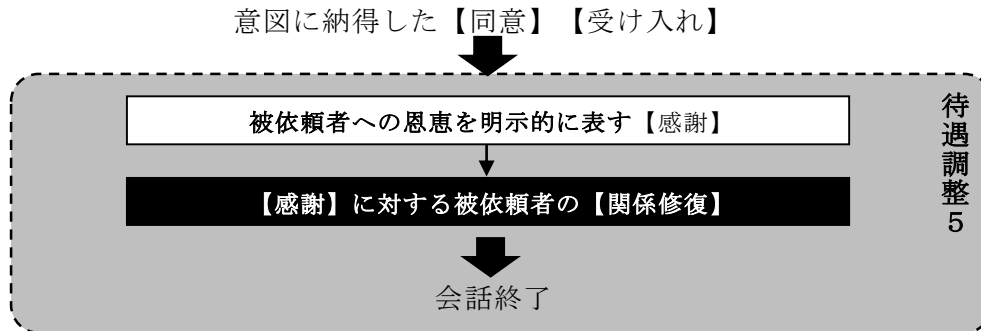 意図に納得した【同意】【受け入れ】
被依頼者への恩恵を明示的に表す【感謝】
【感謝】に対する被依頼者の【関係修復】
会話終了
待遇調整5